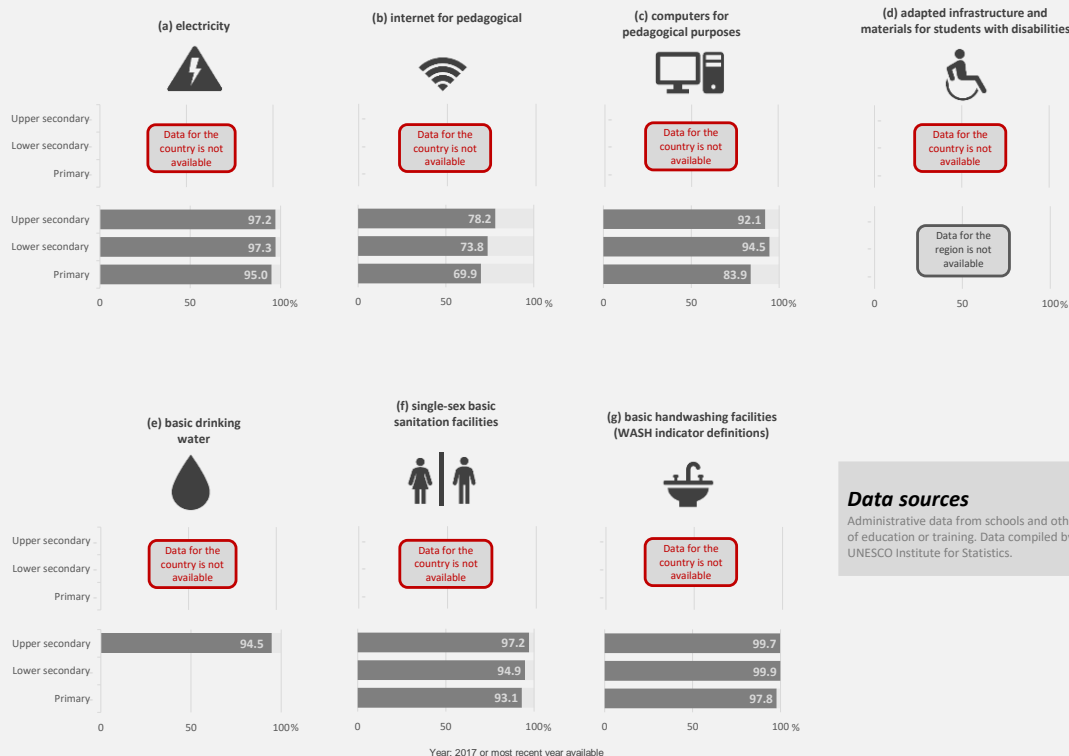 (a) electricity
(b) internet for pedagogical
(c) computers for
pedagogical purposes
(d) adapted infrastructure and
materials for students with disabilities
Upper secondary
Lower secondary
Primary
Data for the
country is not
available
Data for the
country is not
available
Data for the
country is not
available
Data for the
country is not
available
Upper secondary
Lower secondary
Primary
97.2
97.3
95.0
0 50 100%
78.2
73.8
69.9
0 50 100%
92.1
94.5
83.9
0 50 100%
Data for the
region is not
available
0 50 100%
(e) basic drinking
water
(f) single-sex basic
sanitation facilities
(g) basic handwashing facilities
(WASH indicator definitions)
Upper secondary
Lower secondary
Primary
Data for the
country is not
available
Data for the
country is not
available
Data for the
country is not
available
Upper secondary
Lower secondary
Primary
94.5
0 50 100%
97.2
94.9
93.1
0 50 100%
99.7
99.9
97.8
0 50 100%
Data sources
Administrative data from schools and oth
of education or training. Data compiled b
UNESCO Institute for Statistics.
Year: 2017 or most recent year available